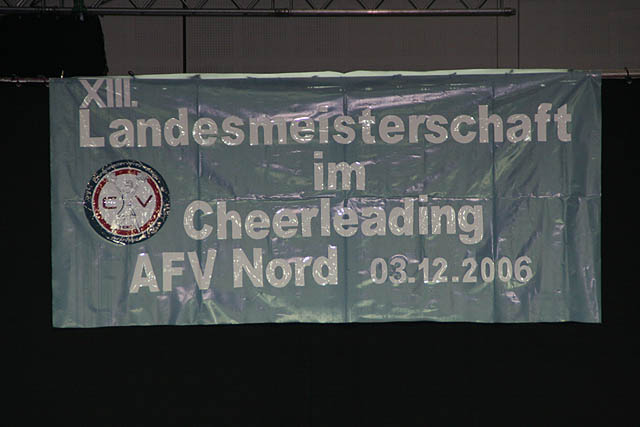 XIII.
Landesmeisterschaft
im
Cheerleading
AFV Nord 03.12.2006